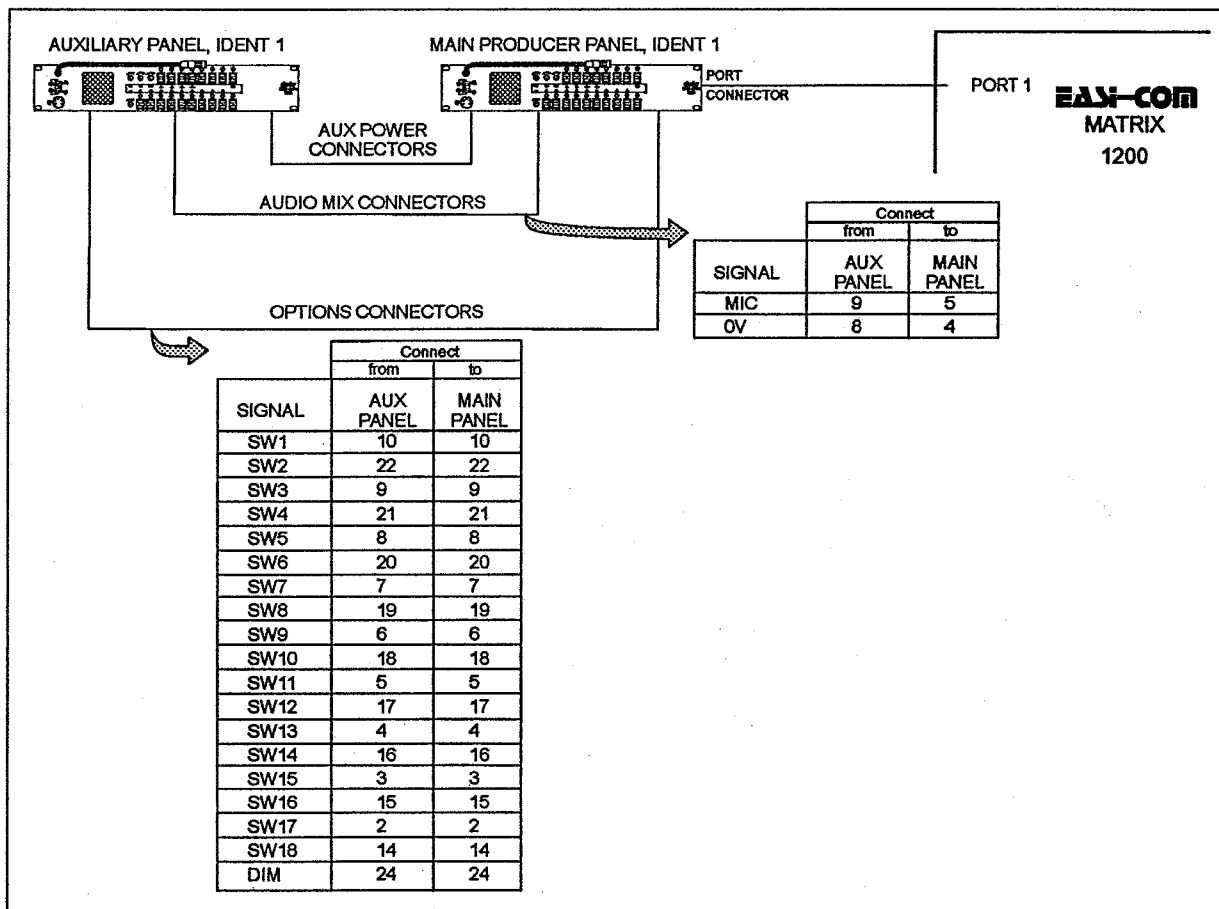 AUXILIARY PANEL, IDENT 1
MAIN PRODUCER PANEL, IDENT 1
PORT
CONNECTOR
PORT 1
EASI-COM
MATRIX
1200
AUX POWER
CONNECTORS
AUDIO MIX CONNECTORS
OPTIONS CONNECTORS
Connect
from to
SIGNAL AUX PANEL MAIN PANEL
MIC 9 5
0V 8 4
Connect
from to
SIGNAL AUX PANEL MAIN PANEL
SW1 10 10
SW2 22 22
SW3 9 9
SW4 21 21
SW5 8 8
SW6 20 20
SW7 7 7
SW8 19 19
SW9 6 6
SW10 18 18
SW11 5 5
SW12 17 17
SW13 4 4
SW14 16 16
SW15 3 3
SW16 15 15
SW17 2 2
SW18 14 14
DIM 24 24